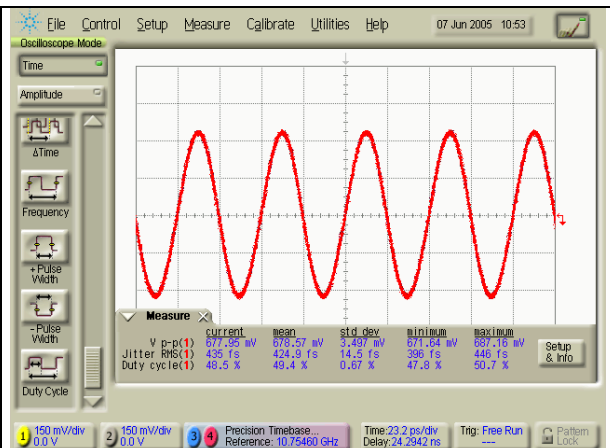 File Control Setup Measure Calibrate Utilities Help 07 Jun 2005 10:53
Oscilloscope Mode
Time
Amplitude
ΔTime
Frequency
+ Pulse
Width
- Pulse
Width
Duty Cycle
Measure
current mean std dev minimum maximum
V p-p(1) 677.95 mV 678.57 mV 3.497 mV 671.64 mV 687.16 mV
Jitter RMS(1) 435 fs 424.9 fs 14.5 fs 396 fs 446 fs
Duty cycle(1) 48.5 % 49.4 % 0.67 % 47.8 % 50.7 %
Setup
& Info
1 150 mV/div
0.0 V
2 150 mV/div
0.0 V
3 4 Precision Timebase...
Reference: 10.75460 GHz
Time:23.2 ps/div
Delay:24.2942 ns
Trig: Free Run
---
Pattern
Lock